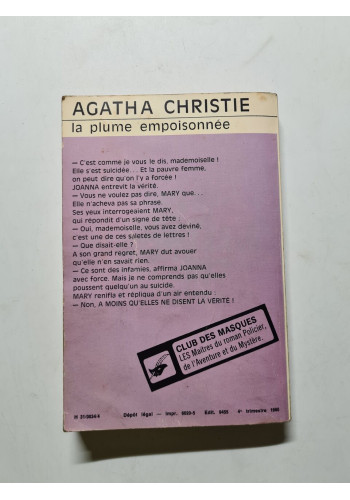 AGATHA CHRISTIE
la plume empoisonnée
— C'est comme je vous le dis, mademoiselle !
Elle s'est suicidée... Et la pauvre femme,
on peut dire qu'on l'y a forcée !
JOANNA entrevit la vérité.
— Vous ne voulez pas dire, MARY que...
Elle n'acheva pas sa phrase.
Ses yeux interrogeaient MARY,
qui répondit d'un signe de tête :
— Oui, mademoiselle, vous avez deviné,
c'est une de ces saletés de lettres !
— Que disait-elle ?
A son grand regret, MARY dut avouer
qu'elle n'en savait rien.
— Ce sont des infamies, affirma JOANNA
avec force. Mais je ne comprends pas qu'elles
poussent quelqu'un au suicide.
MARY renifla et répliqua d'un air entendu :
— Non, A MOINS QU'ELLES NE DISENT LA VÉRITÉ !
CLUB DES MASQUES
LES Maîtres du roman Policier,
de l'Aventure et du Mystère.
Dépôt légal — Impr. Édit. 4e trimestre